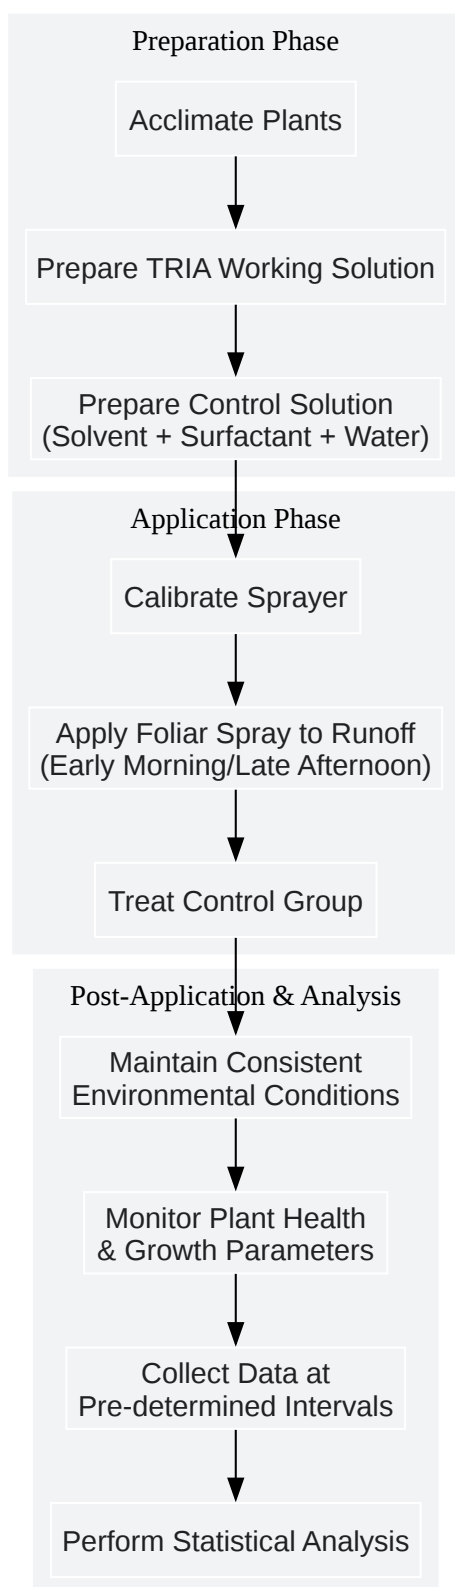 Preparation Phase
Acclimate Plants
Prepare TRIA Working Solution
Prepare Control Solution
(Solvent + Surfactant + Water)
Application Phase
Calibrate Sprayer
Apply Foliar Spray to Runoff
(Early Morning/Late Afternoon)
Treat Control Group
Post-Application & Analysis
Maintain Consistent
Environmental Conditions
Monitor Plant Health
& Growth Parameters
Collect Data at
Pre-determined Intervals
Perform Statistical Analysis